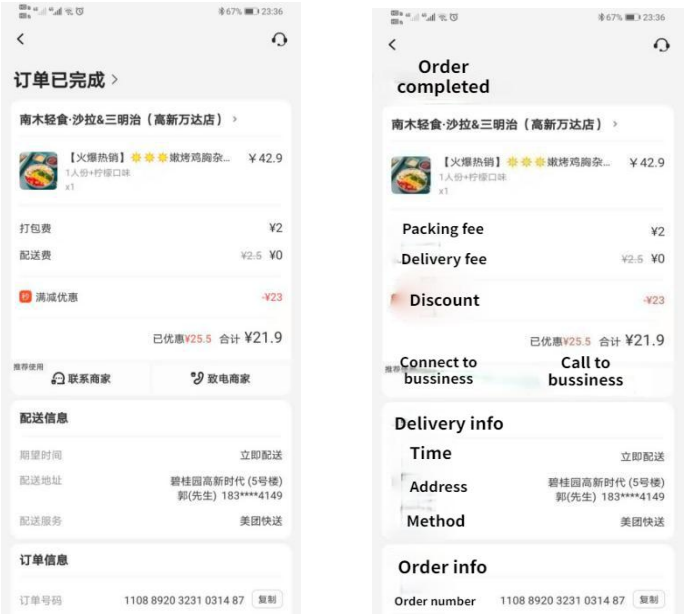 67% 23:36
订单已完成
南木轻食·沙拉&三明治（高新万达店）
【火爆热销】☀☀☀嫩烤鸡胸杂... ¥42.9
1人份+柠檬口味
x1
打包费 ¥2
配送费 ¥2.5 ¥0
满减优惠 -¥23
已优惠¥25.5 合计 ¥21.9
推荐使用
联系商家 致电商家
配送信息
期望时间 立即配送
配送地址 碧桂园高新时代 (5号楼)
郭(先生) 183****4149
配送服务 美团快送
订单信息
订单号码 1108 8920 3231 0314 87 复制
67% 23:36
Order
completed
南木轻食·沙拉&三明治（高新万达店）
【火爆热销】☀☀☀嫩烤鸡胸杂... ¥42.9
1人份+柠檬口味
x1
Packing fee ¥2
Delivery fee ¥2.5 ¥0
Discount -¥23
已优惠¥25.5 合计 ¥21.9
Connect to
bussiness
Call to
bussiness
Delivery info
Time 立即配送
Address 碧桂园高新时代 (5号楼)
郭(先生) 183****4149
Method 美团快送
Order info
Order number 1108 8920 3231 0314 87 复制